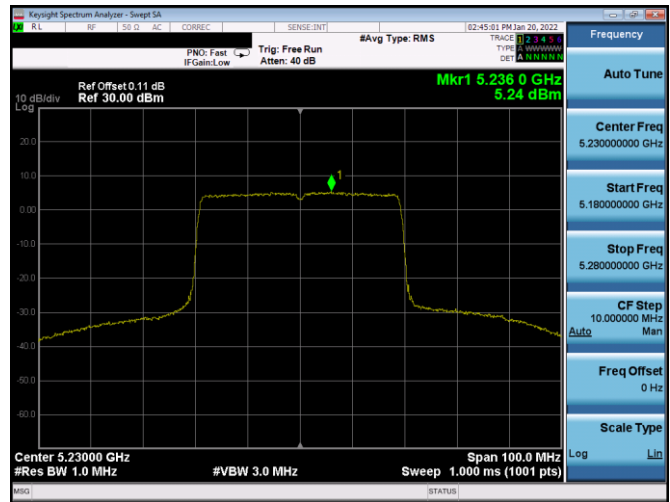 Keysight Spectrum Analyzer - Swept SA
LXI RL RF 50 Ω AC CORREC SENSE:INT 02:45:01 PM Jan 20, 2022
#Avg Type: RMS TRACE 1 2 3 4 5 6
PNO: Fast Trig: Free Run TYPE A WWWWW
IFGain:Low Atten: 40 dB DET A N N N N N
Mkr1 5.236 0 GHz
Ref Offset 0.11 dB
10 dB/div Ref 30.00 dBm 5.24 dBm
Log
20.0
10.0
1
0.00
-10.0
-20.0
-30.0
-40.0
-50.0
-60.0
Center 5.23000 GHz Span 100.0 MHz
#Res BW 1.0 MHz #VBW 3.0 MHz Sweep 1.000 ms (1001 pts)
MSG STATUS
Frequency
Auto Tune
Center Freq
5.230000000 GHz
Start Freq
5.180000000 GHz
Stop Freq
5.280000000 GHz
CF Step
10.000000 MHz
Auto Man
Freq Offset
0 Hz
Scale Type
Log Lin